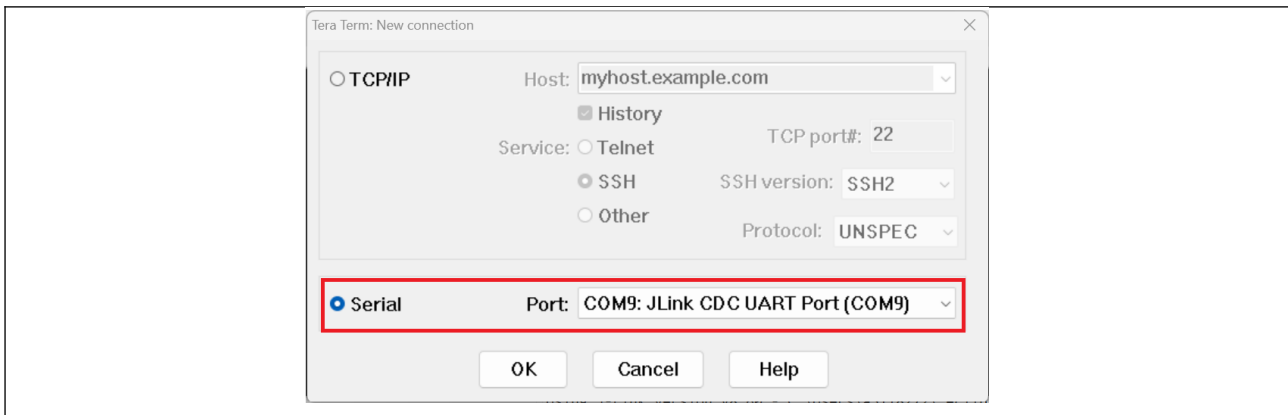 Tera Term: New connection
TCP/IP Host: myhost.example.com
History
Service: Telnet TCP port#: 22
SSH SSH version: SSH2
Other Protocol: UNSPEC
Serial Port: COM9: JLink CDC UART Port (COM9)
OK Cancel Help